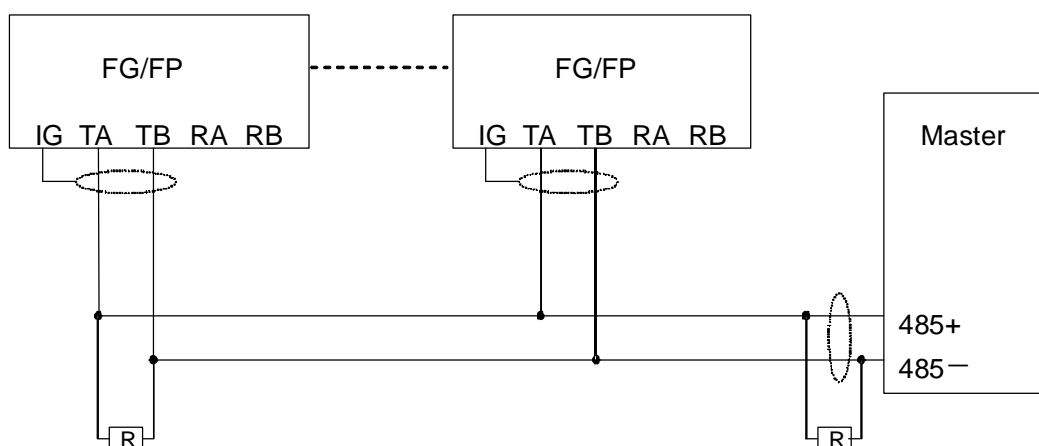 FG/FP
FG/FP
IG TA TB RA RB
IG TA TB RA RB
Master
485+
485—
R
R